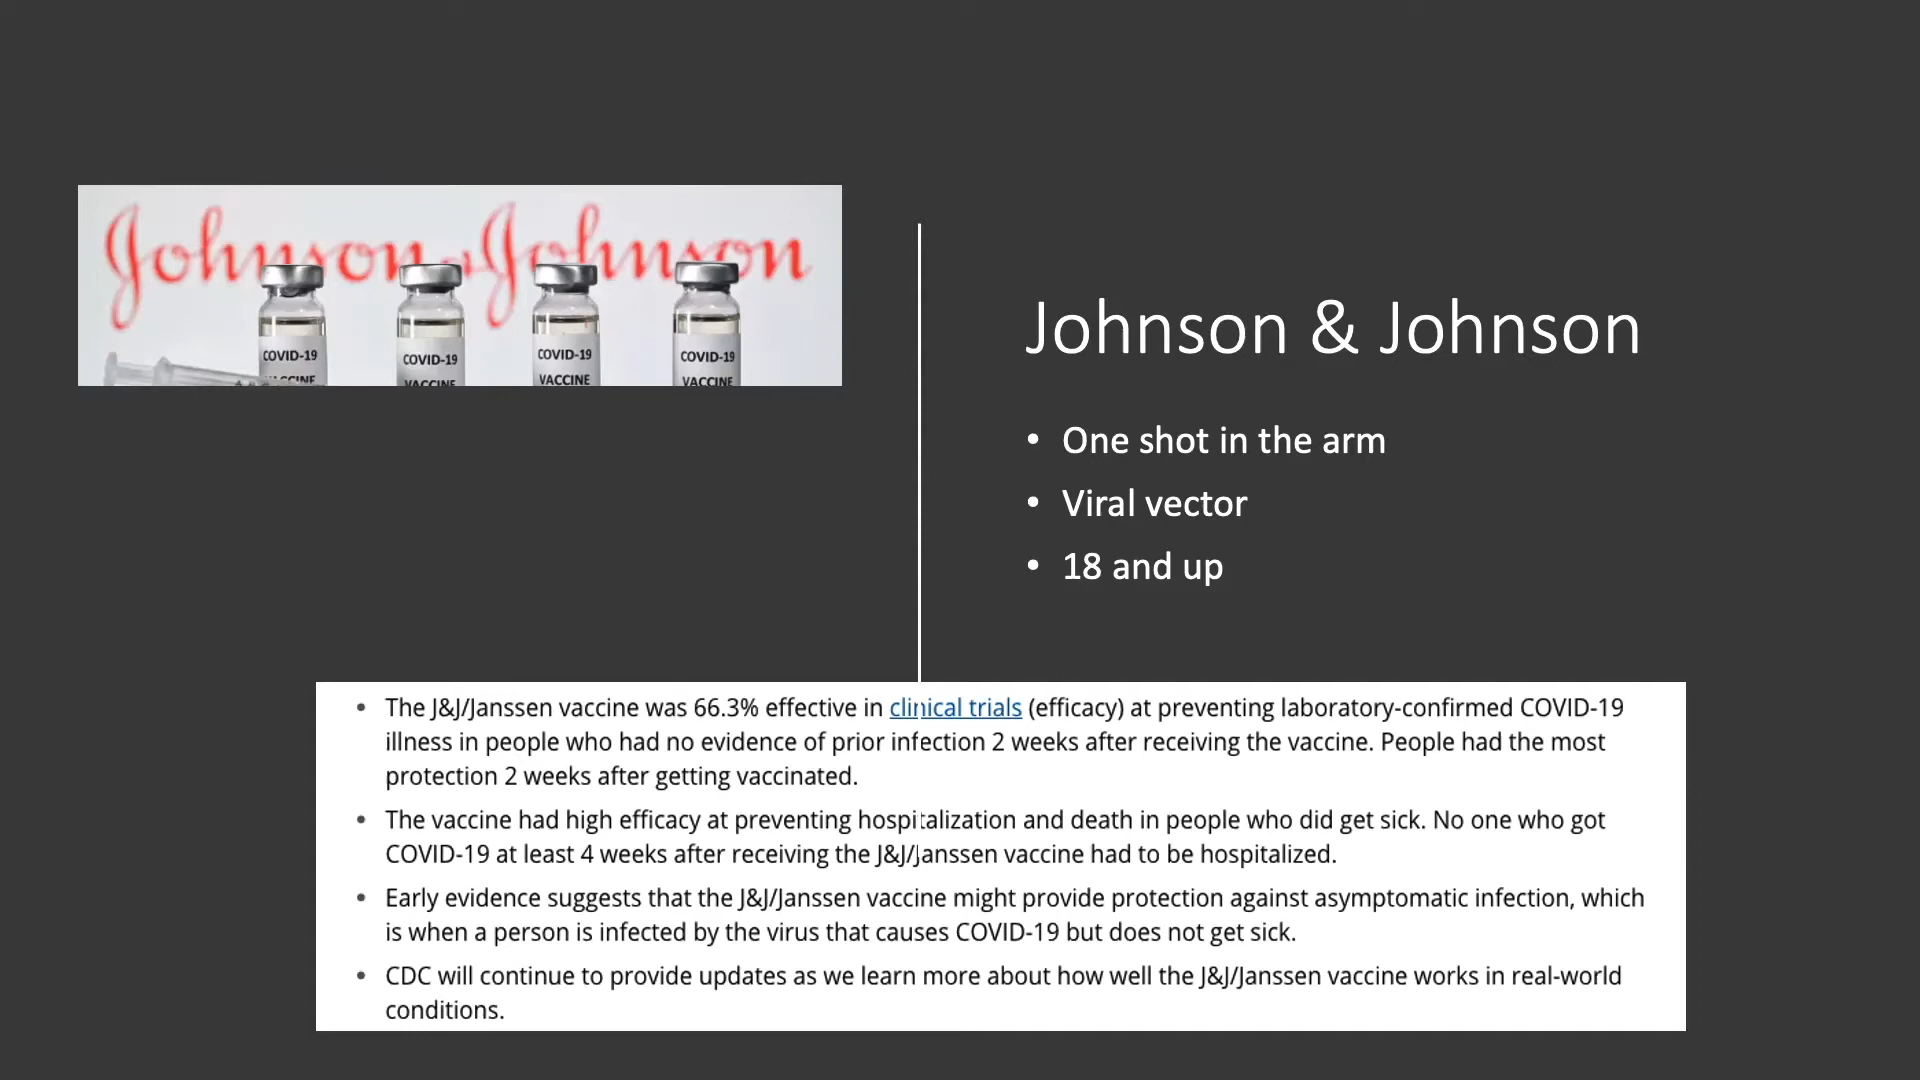 Johnson & Johnson
COVID-19
VACCINE
COVID-19
VACCINE
COVID-19
VACCINE
COVID-19
VACCINE
Johnson & Johnson
• One shot in the arm
• Viral vector
• 18 and up
• The J&J/Janssen vaccine was 66.3% effective in clinical trials (efficacy) at preventing laboratory-confirmed COVID-19
illness in people who had no evidence of prior infection 2 weeks after receiving the vaccine. People had the most
protection 2 weeks after getting vaccinated.
• The vaccine had high efficacy at preventing hospitalization and death in people who did get sick. No one who got
COVID-19 at least 4 weeks after receiving the J&J/Janssen vaccine had to be hospitalized.
• Early evidence suggests that the J&J/Janssen vaccine might provide protection against asymptomatic infection, which
is when a person is infected by the virus that causes COVID-19 but does not get sick.
• CDC will continue to provide updates as we learn more about how well the J&J/Janssen vaccine works in real-world
conditions.